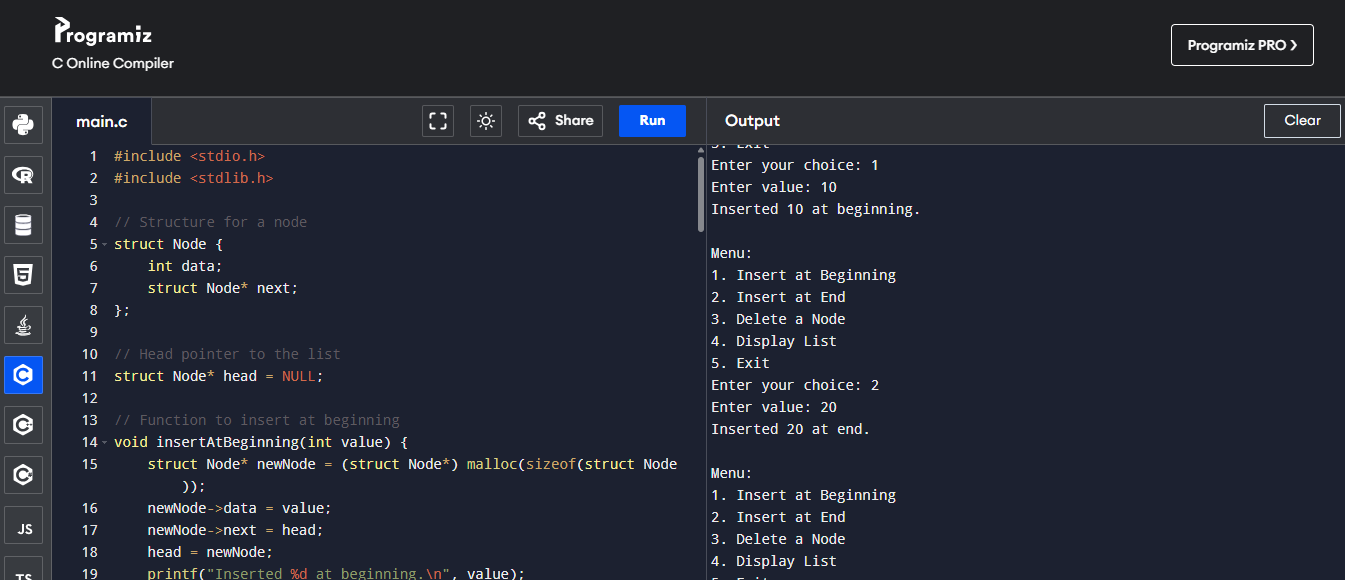 Programiz
C Online Compiler
Programiz PRO ❯
main.c
Share
Run
Output
Clear
1 #include <stdio.h>
2 #include <stdlib.h>
3
4 // Structure for a node
5 struct Node {
6 int data;
7 struct Node* next;
8 };
9
10 // Head pointer to the list
11 struct Node* head = NULL;
12
13 // Function to insert at beginning
14 void insertAtBeginning(int value) {
15 struct Node* newNode = (struct Node*) malloc(sizeof(struct Node
));
16 newNode->data = value;
17 newNode->next = head;
18 head = newNode;
19 printf("Inserted %d at beginning.\n", value);
5. Exit
Enter your choice: 1
Enter value: 10
Inserted 10 at beginning.
Menu:
1. Insert at Beginning
2. Insert at End
3. Delete a Node
4. Display List
5. Exit
Enter your choice: 2
Enter value: 20
Inserted 20 at end.
Menu:
1. Insert at Beginning
2. Insert at End
3. Delete a Node
4. Display List
5. Exit
R
5
C
C
C
JS
TS